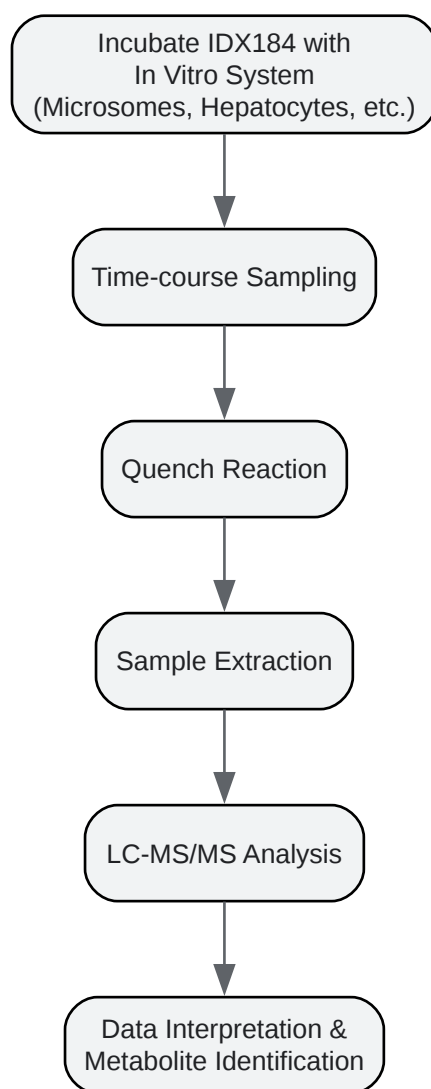 Incubate IDX184 with
In Vitro System
(Microsomes, Hepatocytes, etc.)
Time-course Sampling
Quench Reaction
Sample Extraction
LC-MS/MS Analysis
Data Interpretation &
Metabolite Identification